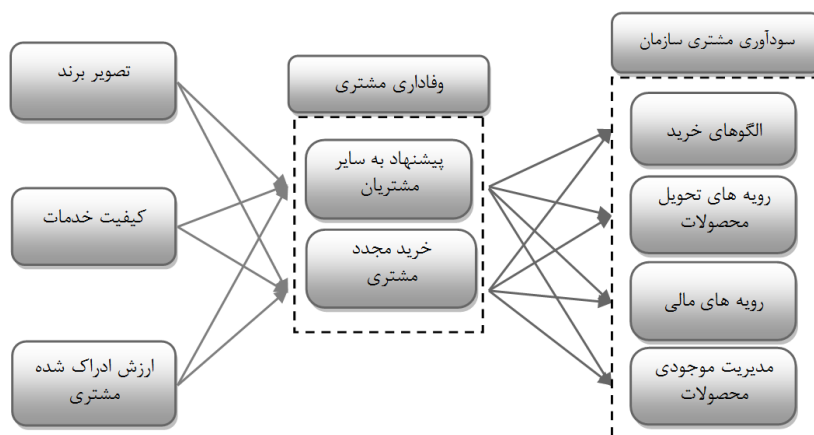 سودآوری مشتری سازمان
تصویر برند
وفاداری مشتری
الگوهای خرید
پیشنهاد به سایر
مشتریان
کیفیت خدمات
رویه های تحویل
محصولات
خرید مجدد
مشتری
رویه های مالی
ارزش ادراک شده
مشتری
مدیریت موجودی
محصولات